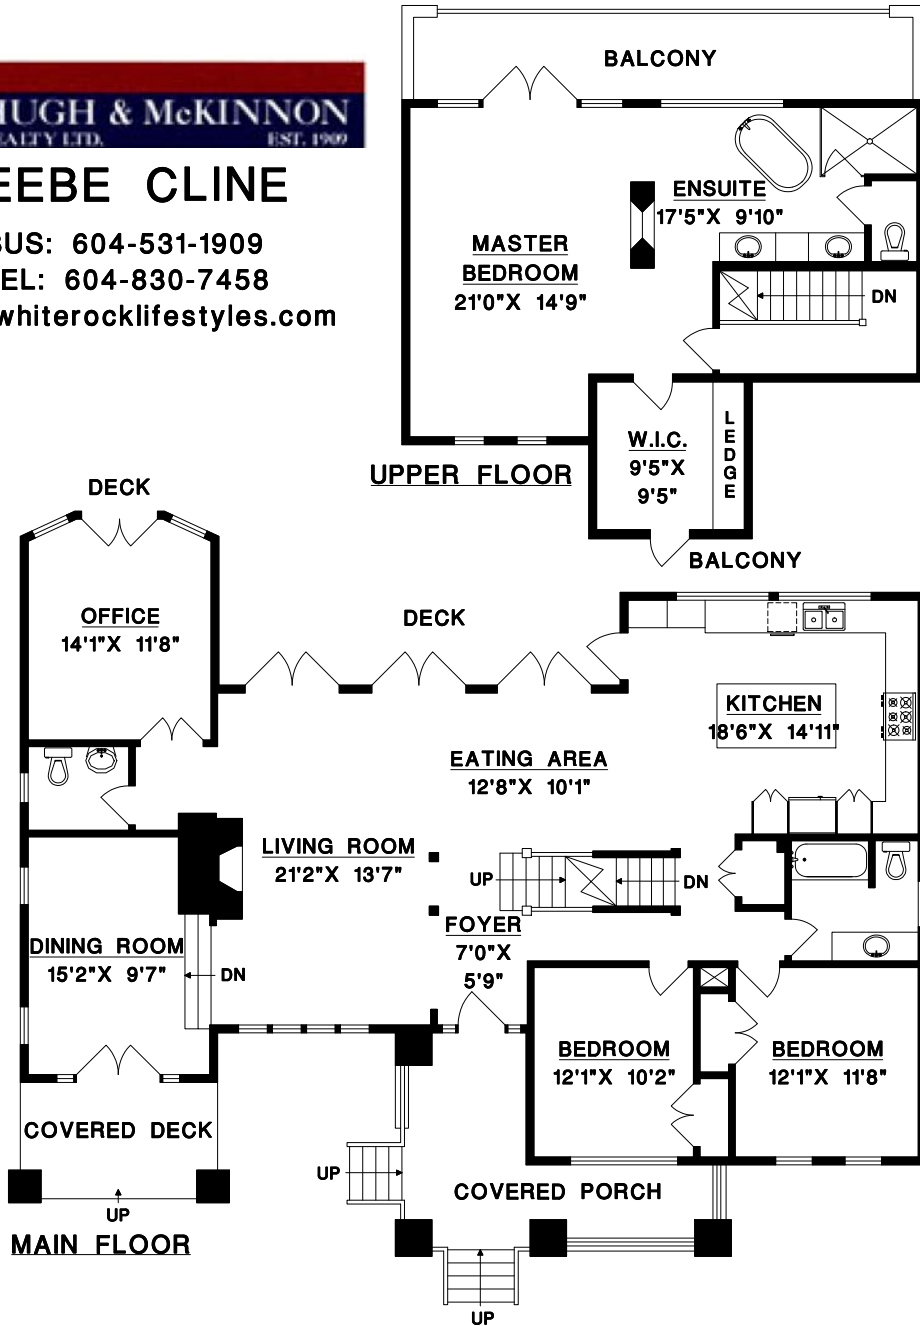 HUGH & McKINNON
EALTY LTD. EST. 1909
EEBE CLINE
BUS: 604-531-1909
EL: 604-830-7458
whiterocklifestyles.com
BALCONY
ENSUITE
17'5"X 9'10"
MASTER
BEDROOM
21'0"X 14'9"
DN
W.I.C.
9'5"X
9'5"
LEDGE
UPPER FLOOR
BALCONY
DECK
OFFICE
14'1"X 11'8"
DECK
KITCHEN
18'6"X 14'11"
EATING AREA
12'8"X 10'1"
LIVING ROOM
21'2"X 13'7"
UP
DN
FOYER
7'0"X
5'9"
DINING ROOM
15'2"X 9'7"
DN
BEDROOM
12'1"X 10'2"
BEDROOM
12'1"X 11'8"
COVERED DECK
UP
UP
COVERED PORCH
UP
MAIN FLOOR